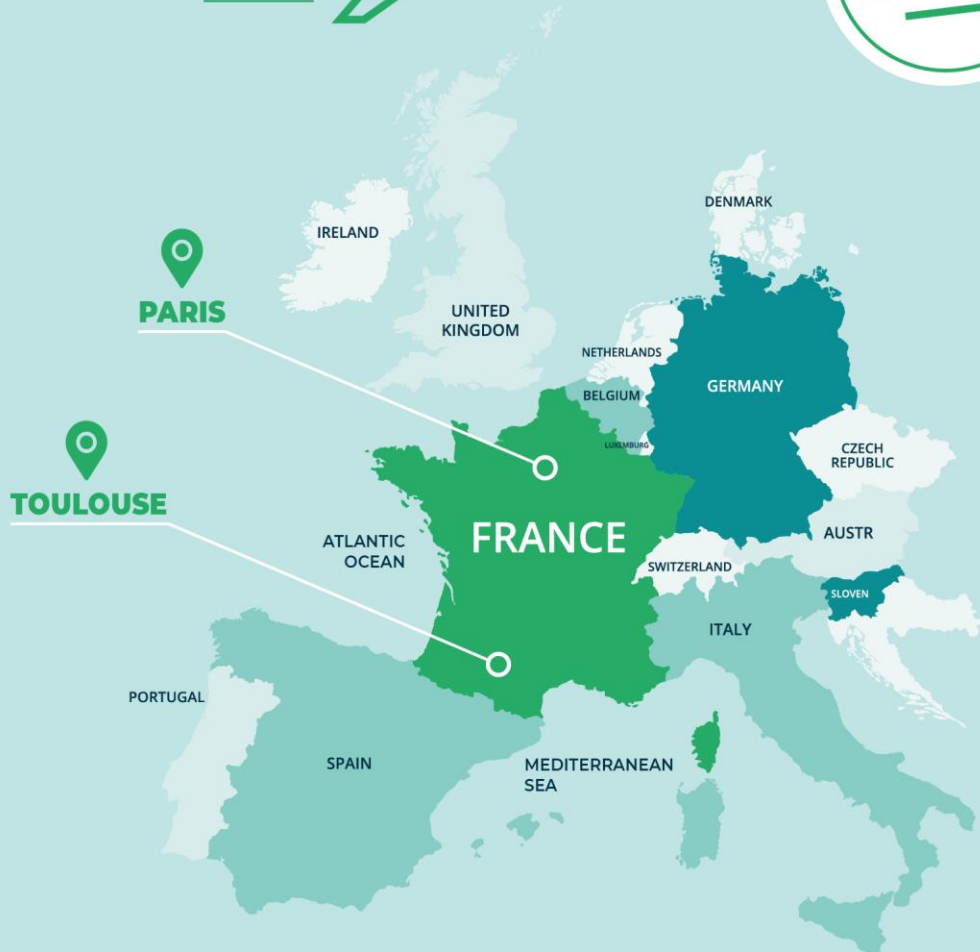 DENMARK
IRELAND
PARIS
UNITED
KINGDOM
NETHERLANDS
GERMANY
BELGIUM
LUXEMBURG
CZECH
REPUBLIC
TOULOUSE
FRANCE
AUSTR
ATLANTIC
OCEAN
SWITZERLAND
SLOVEN
ITALY
PORTUGAL
SPAIN
MEDITERRANEAN
SEA